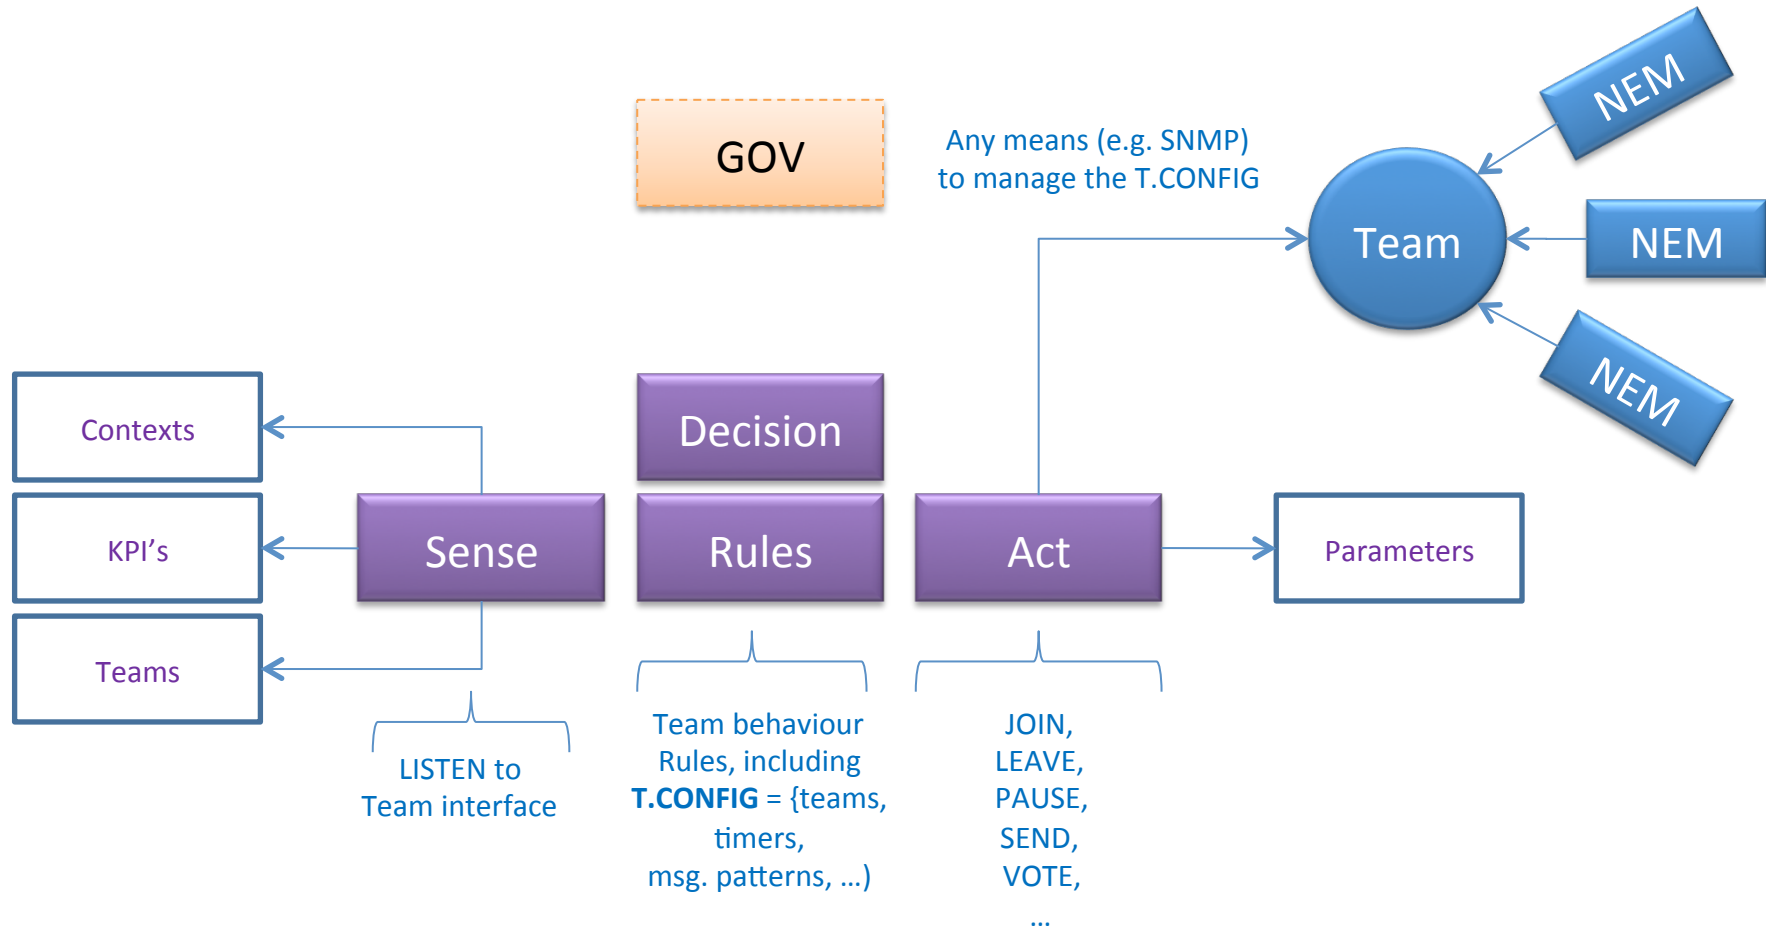 NEM
GOV
Any means (e.g. SNMP)
to manage the T.CONFIG
Team
NEM
NEM
Contexts
Decision
KPI's
Sense
Rules
Act
Parameters
Teams
LISTEN to
Team interface
Team behaviour
Rules, including
T.CONFIG = {teams,
timers,
msg. patterns, ...)
JOIN,
LEAVE,
PAUSE,
SEND,
VOTE,
...